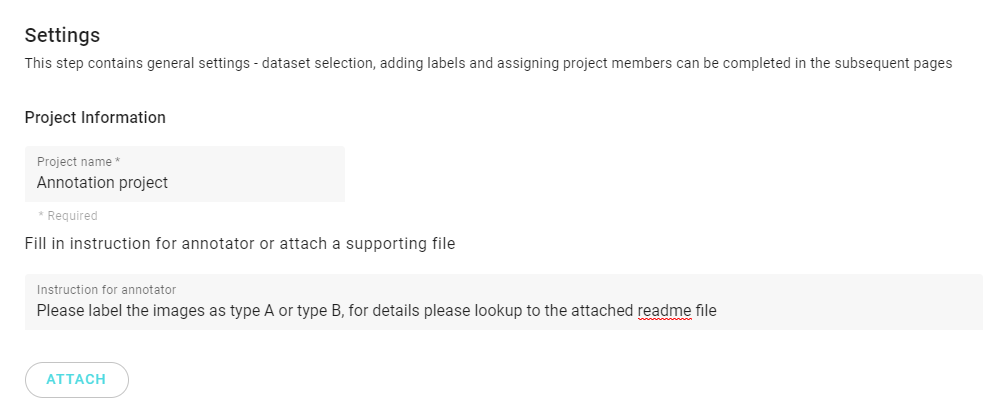 Settings
This step contains general settings - dataset selection, adding labels and assigning project members can be completed in the subsequent pages
Project Information
Project name *
Annotation project
* Required
Fill in instruction for annotator or attach a supporting file
Instruction for annotator
Please label the images as type A or type B, for details please lookup to the attached readme file
ATTACH